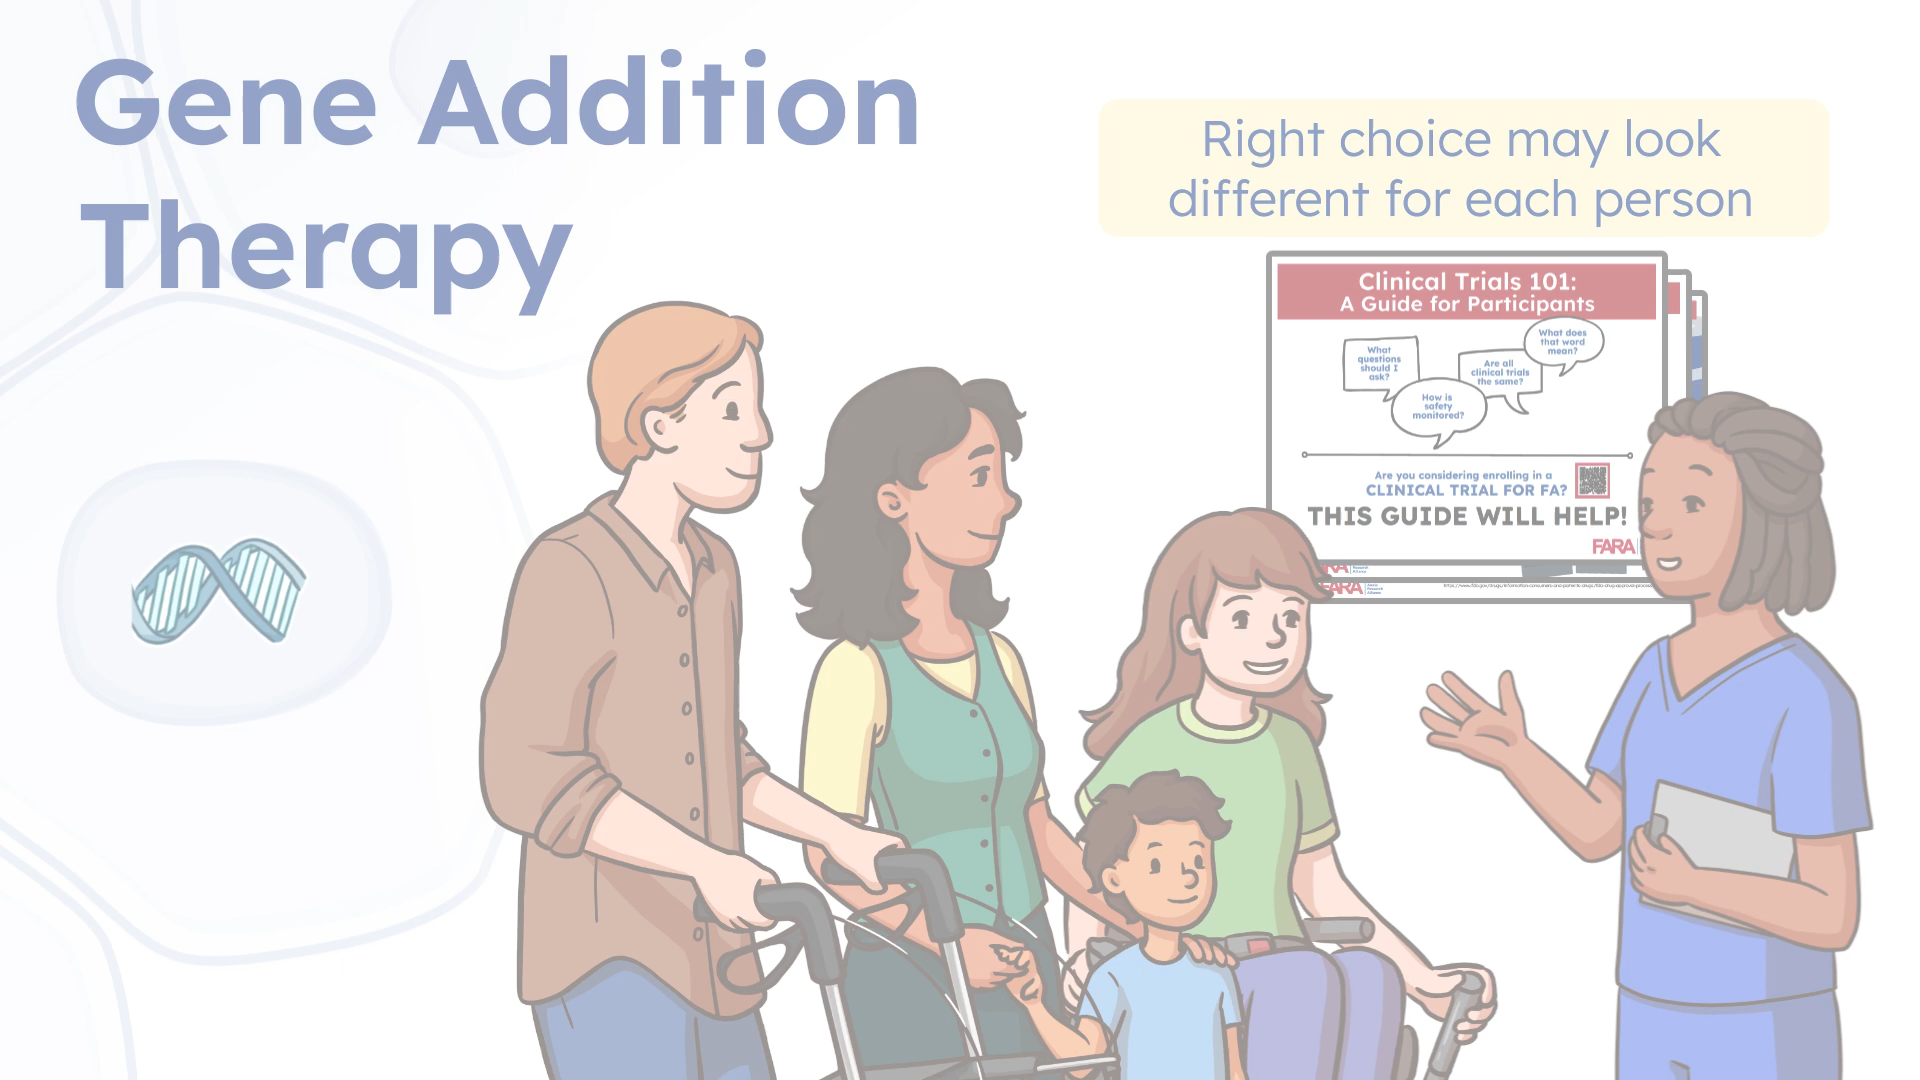 Gene Addition
Therapy
Right choice may look
different for each person
Clinical Trials 101:
A Guide for Participants
What
questions
should I
ask?
How is
safety
monitored?
Are all
clinical trials
the same?
What does
that word
mean?
Are you considering enrolling in a
CLINICAL TRIAL FOR FA?
THIS GUIDE WILL HELP!
FARA